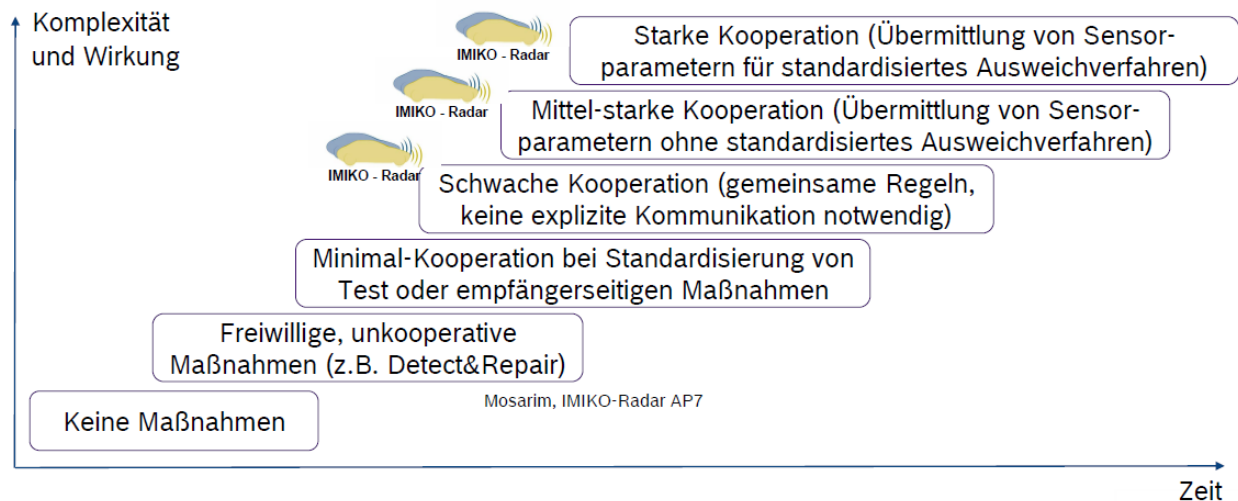 Komplexität
und Wirkung
IMIKO - Radar
Starke Kooperation (Übermittlung von Sensor-
parametern für standardisiertes Ausweichverfahren)
IMIKO - Radar
Mittel-starke Kooperation (Übermittlung von Sensor-
parametern ohne standardisiertes Ausweichverfahren)
IMIKO - Radar
Schwache Kooperation (gemeinsame Regeln,
keine explizite Kommunikation notwendig)
Minimal-Kooperation bei Standardisierung von
Test oder empfängerseitigen Maßnahmen
Freiwillige, unkooperative
Maßnahmen (z.B. Detect&Repair)
Mosarim, IMIKO-Radar AP7
Keine Maßnahmen
Zeit